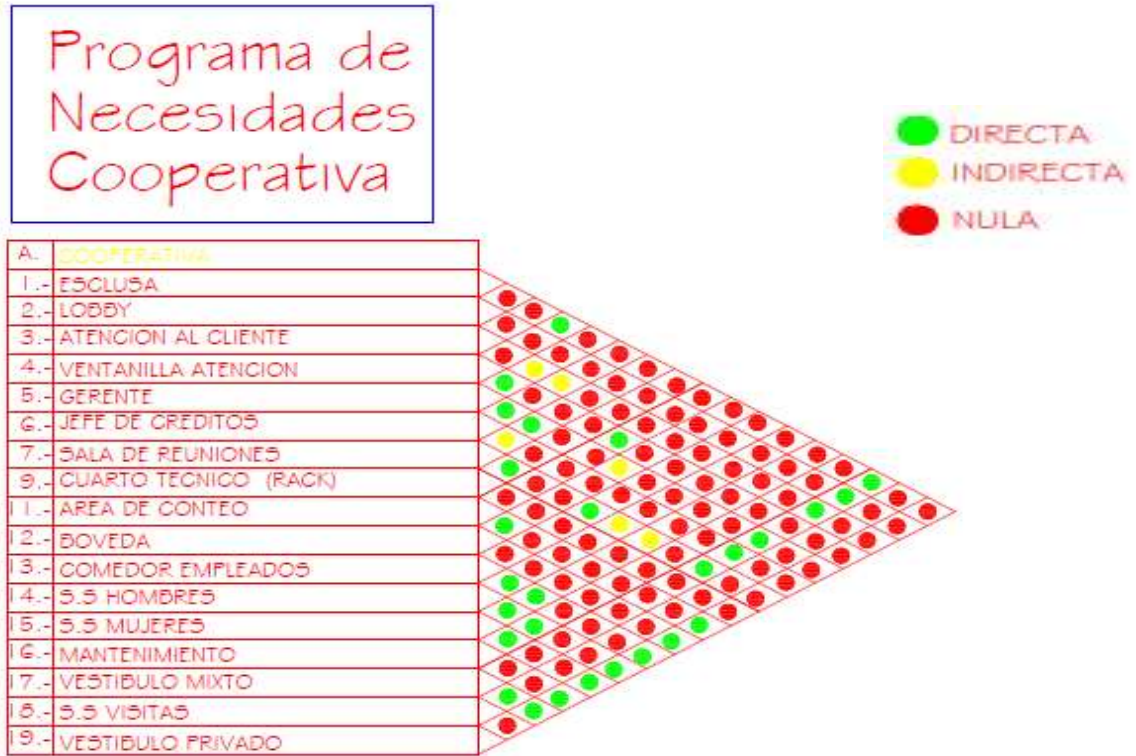 Programa de
Necesidades
Cooperativa
DIRECTA
INDIRECTA
NULA
A. COOPERATIVA
1.- ESCLUSA
2.- LOBBY
3.- ATENCION AL CLIENTE
4.- VENTANILLA ATENCION
5.- GERENTE
6.- JEFE DE CREDITOS
7.- SALA DE REUNIONES
9.- CUARTO TECNICO (RACK)
11.- AREA DE CONTEO
12.- BOVEDA
13.- COMEDOR EMPLEADOS
14.- S.S HOMBRES
15.- S.S MUJERES
16.- MANTENIMIENTO
17.- VESTIBULO MIXTO
18.- S.S VISITAS
19.- VESTIBULO PRIVADO